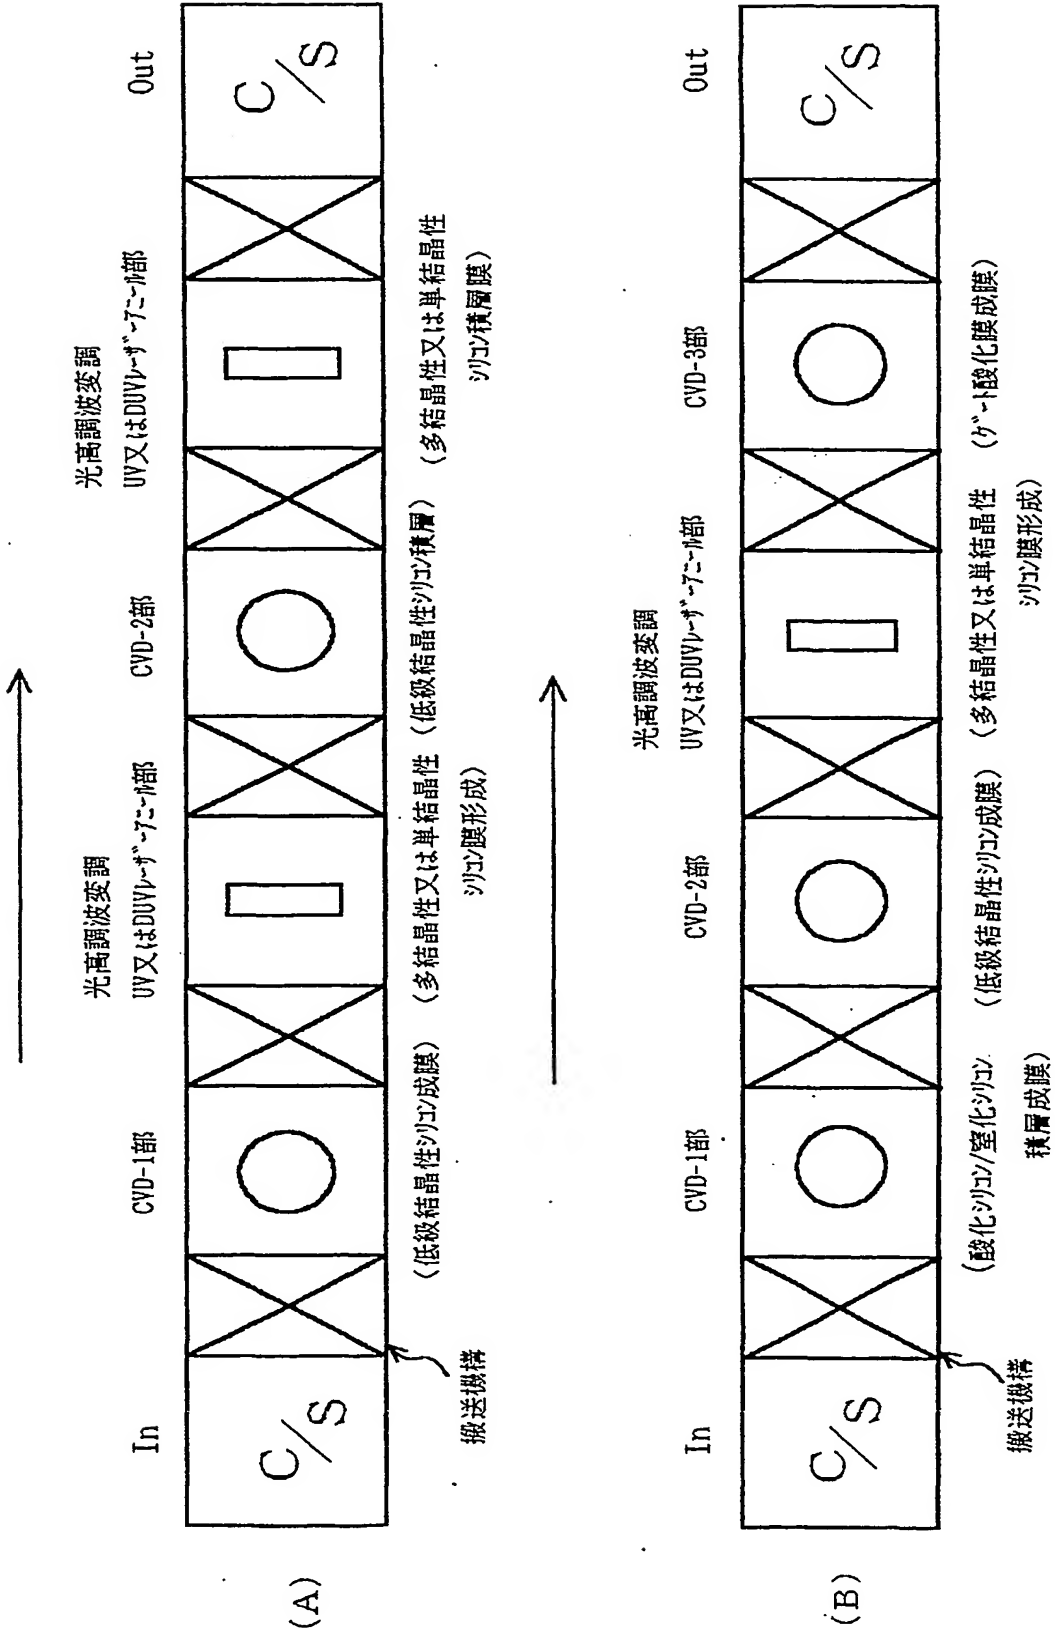 In
CVD-1部
光高調波変調
UV又はDUVレーザーアニール部
CVD-2部
光高調波変調
UV又はDUVレーザーアニール部
Out
(A)
C/S
C/S
搬送機構
(低級結晶性シリコン成膜)
(多結晶性又は単結晶性
シリコン膜形成)
(低級結晶性シリコン積層)
(多結晶性又は単結晶性
シリコン積層膜)
In
CVD-1部
CVD-2部
光高調波変調
UV又はDUVレーザーアニール部
CVD-3部
Out
(B)
C/S
C/S
搬送機構
(酸化シリコン/窒化シリコン
積層成膜)
(低級結晶性シリコン成膜)
(多結晶性又は単結晶性
シリコン膜形成)
(ゲート酸化膜成膜)